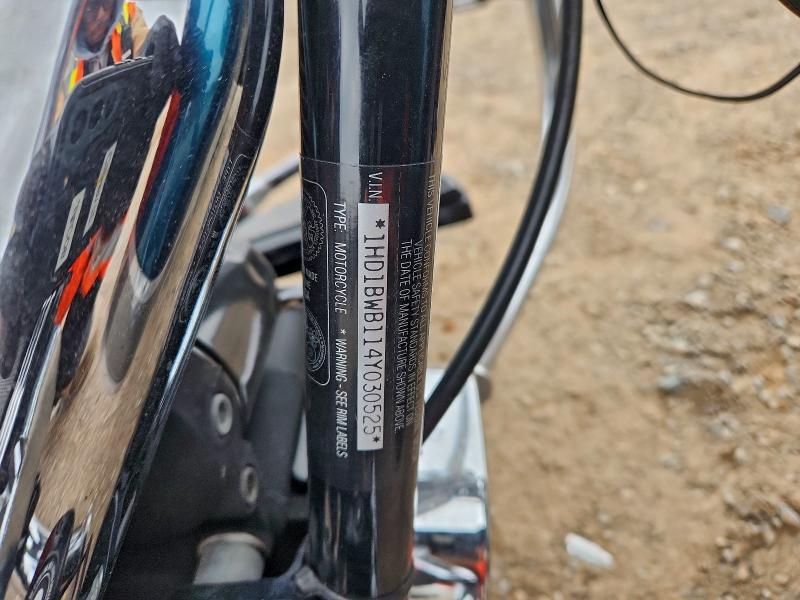 THIS VEHICLE CONFORMS TO ALL APPLICABLE
VEHICLE SAFETY STANDARDS IN EFFECT ON
THE DATE OF MANUFACTURE SHOWN ABOVE.
V.I.N.
*1HD1BWB114Y030525*
TYPE: MOTORCYCLE * WARNING - SEE RIM LABELS